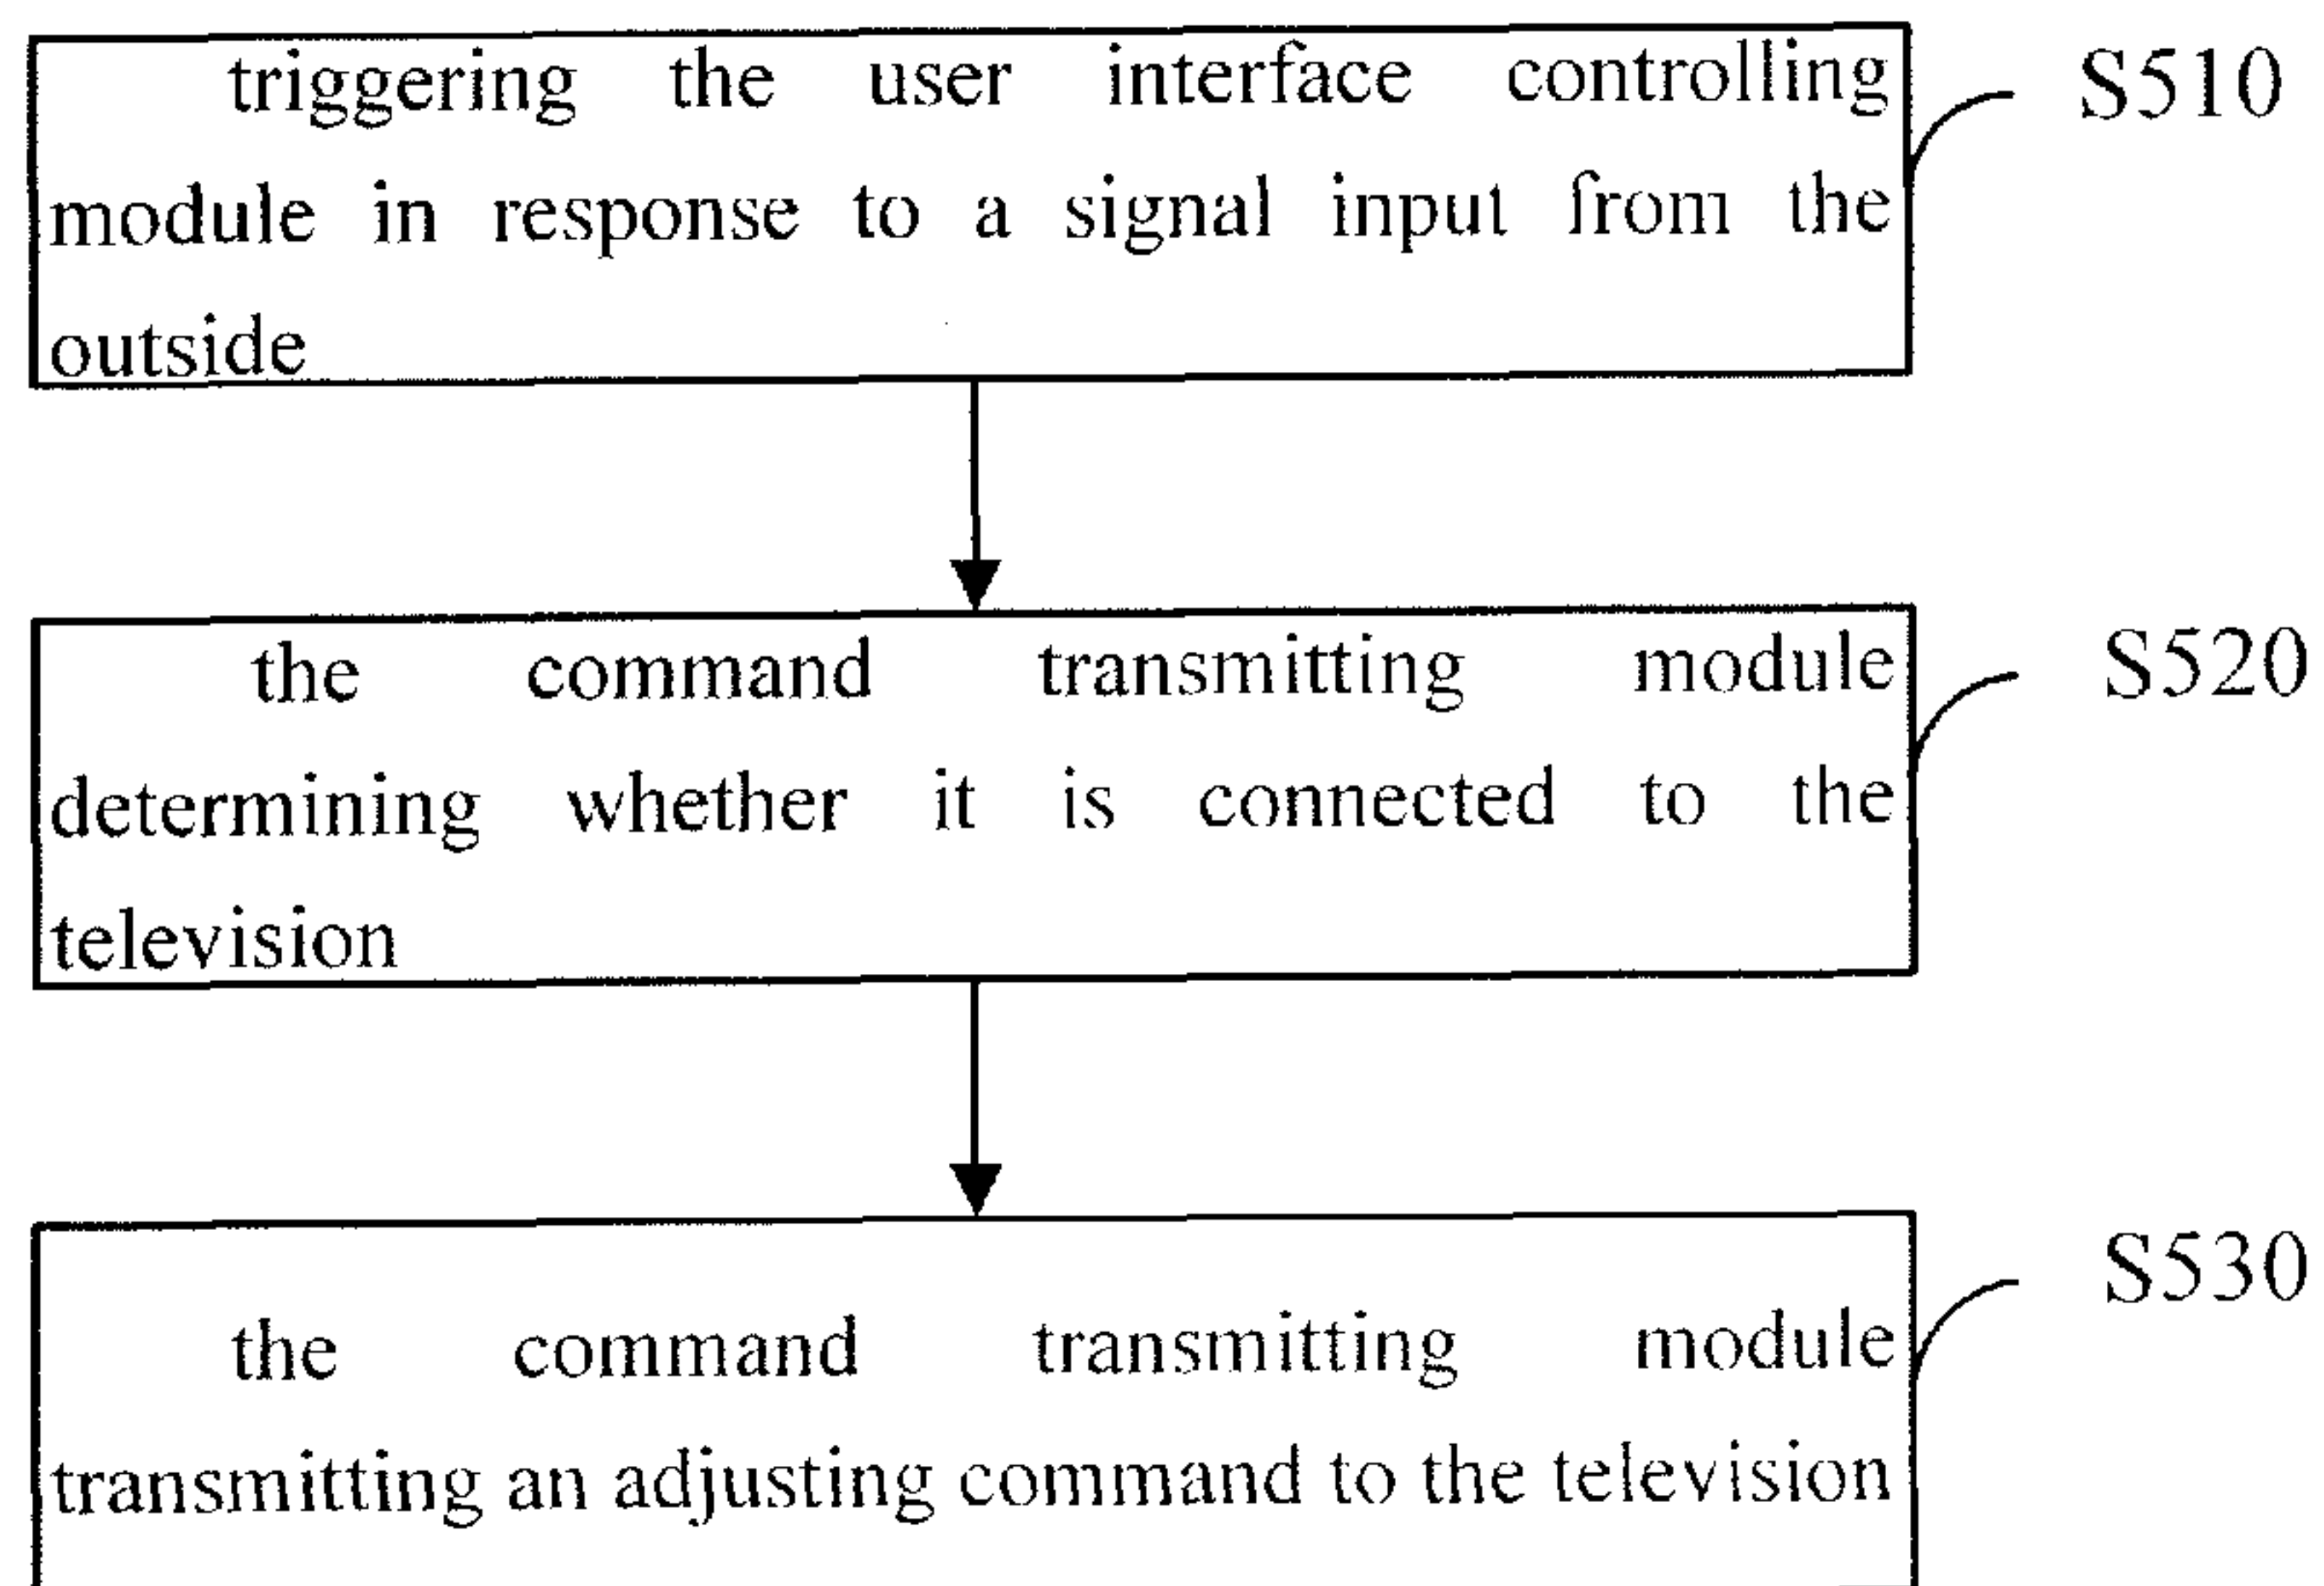 triggering the user interface controlling
module in response to a signal input from the
outside
S510
the command transmitting module
determining whether it is connected to the
television
S520
the command transmitting module
transmitting an adjusting command to the television
S530